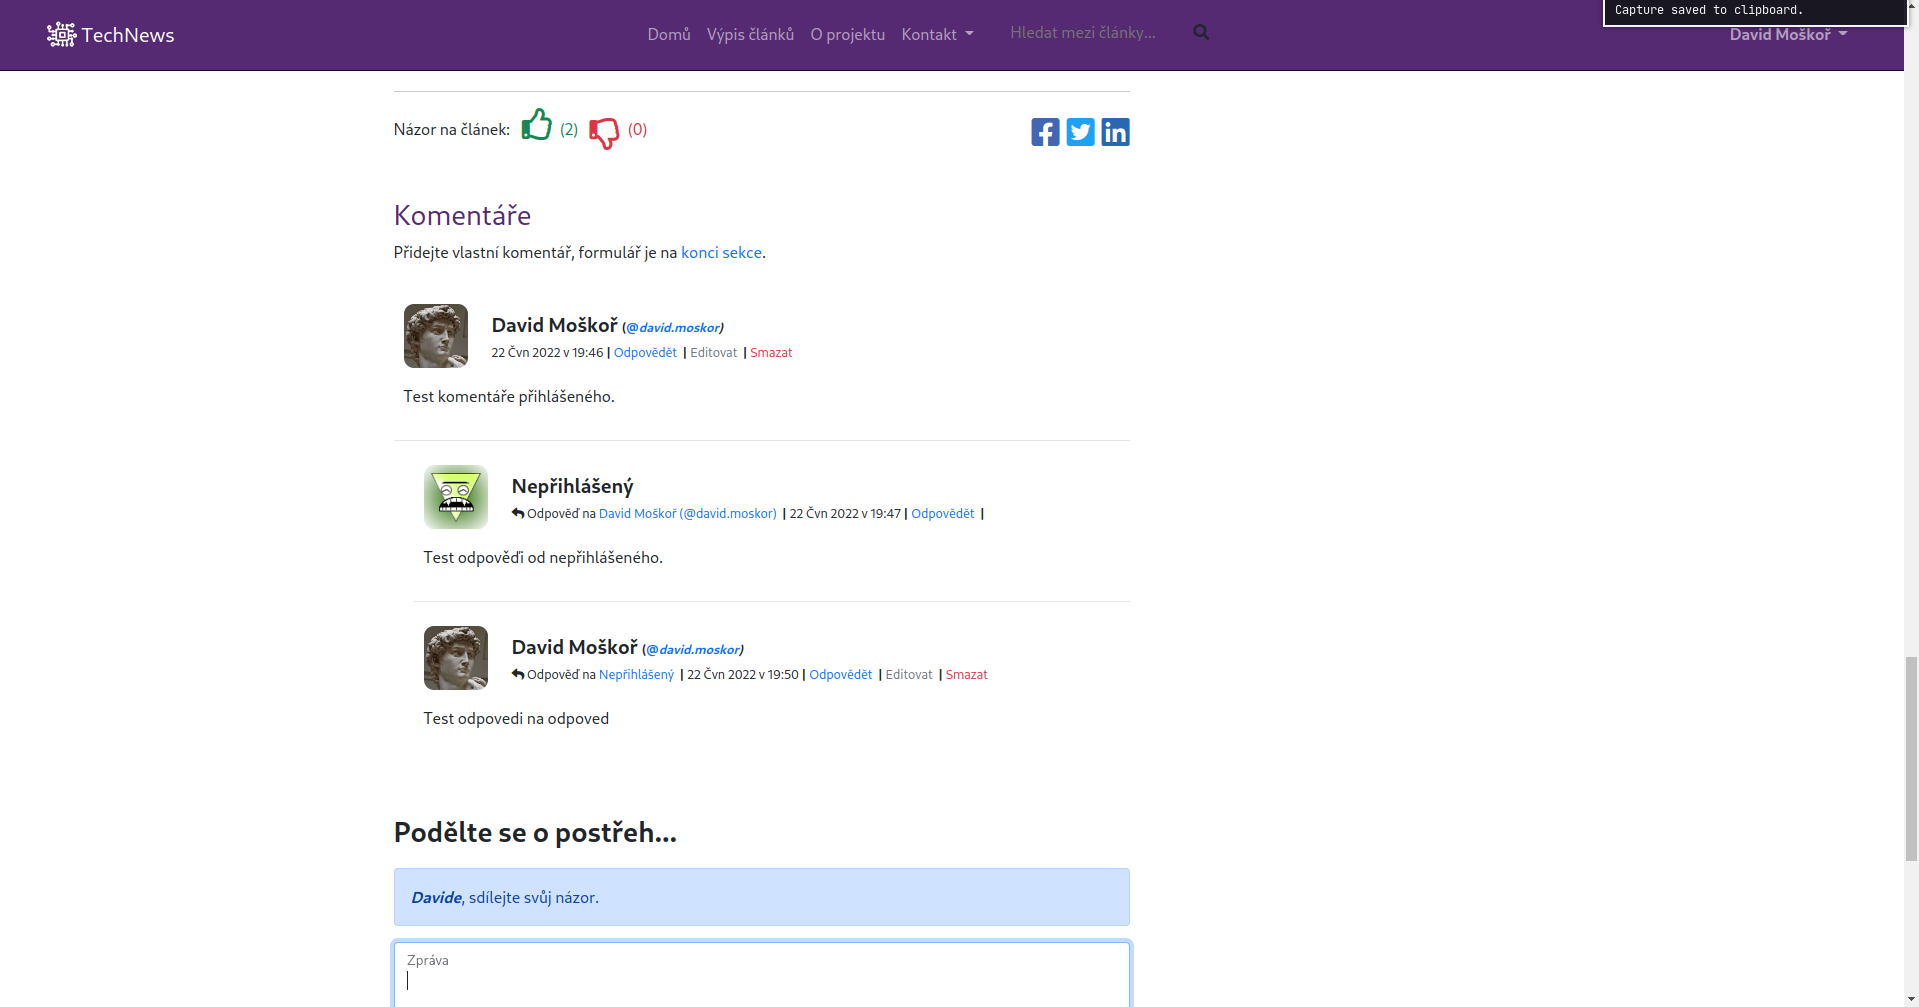 Capture saved to clipboard.
TechNews
Domů Výpis článků O projektu Kontakt Hledat mezi články... David Moškoř
Názor na článek: (2) (0)
Komentáře
Přidejte vlastní komentář, formulář je na konci sekce.
David Moškoř (@david.moskor)
22 Čvn 2022 v 19:46 | Odpovědět | Editovat | Smazat
Test komentáře přihlášeného.
Nepřihlášený
Odpověď na David Moškoř (@david.moskor) | 22 Čvn 2022 v 19:47 | Odpovědět |
Test odpověďi od nepřihlášeného.
David Moškoř (@david.moskor)
Odpověď na Nepřihlášený | 22 Čvn 2022 v 19:50 | Odpovědět | Editovat | Smazat
Test odpovedi na odpoved
Podělte se o postřeh...
Davide, sdílejte svůj názor.
Zpráva